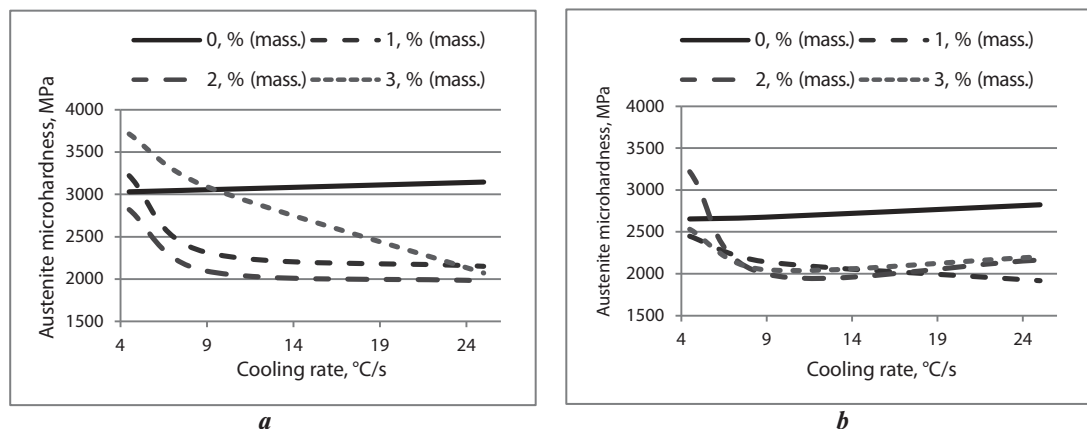 0, % (mass.) 1, % (mass.)
2, % (mass.) 3, % (mass.)
Austenite microhardness, MPa
4000
3500
3000
2500
2000
1500
4 9 14 19 24
Cooling rate, °C/s
a
0, % (mass.) 1, % (mass.)
2, % (mass.) 3, % (mass.)
Austenite microhardness, MPa
4000
3500
3000
2500
2000
1500
4 9 14 19 24
Cooling rate, °C/s
b